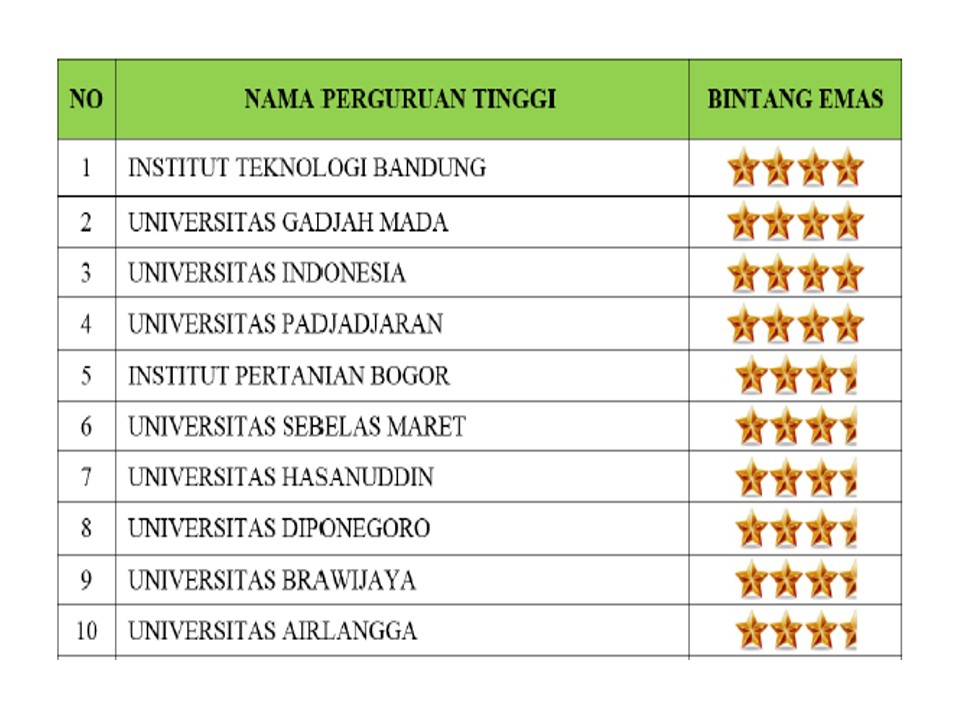 NO NAMA PERGURUAN TINGGI BINTANG EMAS
1 INSTITUT TEKNOLOGI BANDUNG
2 UNIVERSITAS GADJAH MADA
3 UNIVERSITAS INDONESIA
4 UNIVERSITAS PADJADJARAN
5 INSTITUT PERTANIAN BOGOR
6 UNIVERSITAS SEBELAS MARET
7 UNIVERSITAS HASANUDDIN
8 UNIVERSITAS DIPONEGORO
9 UNIVERSITAS BRAWIJAYA
10 UNIVERSITAS AIRLANGGA